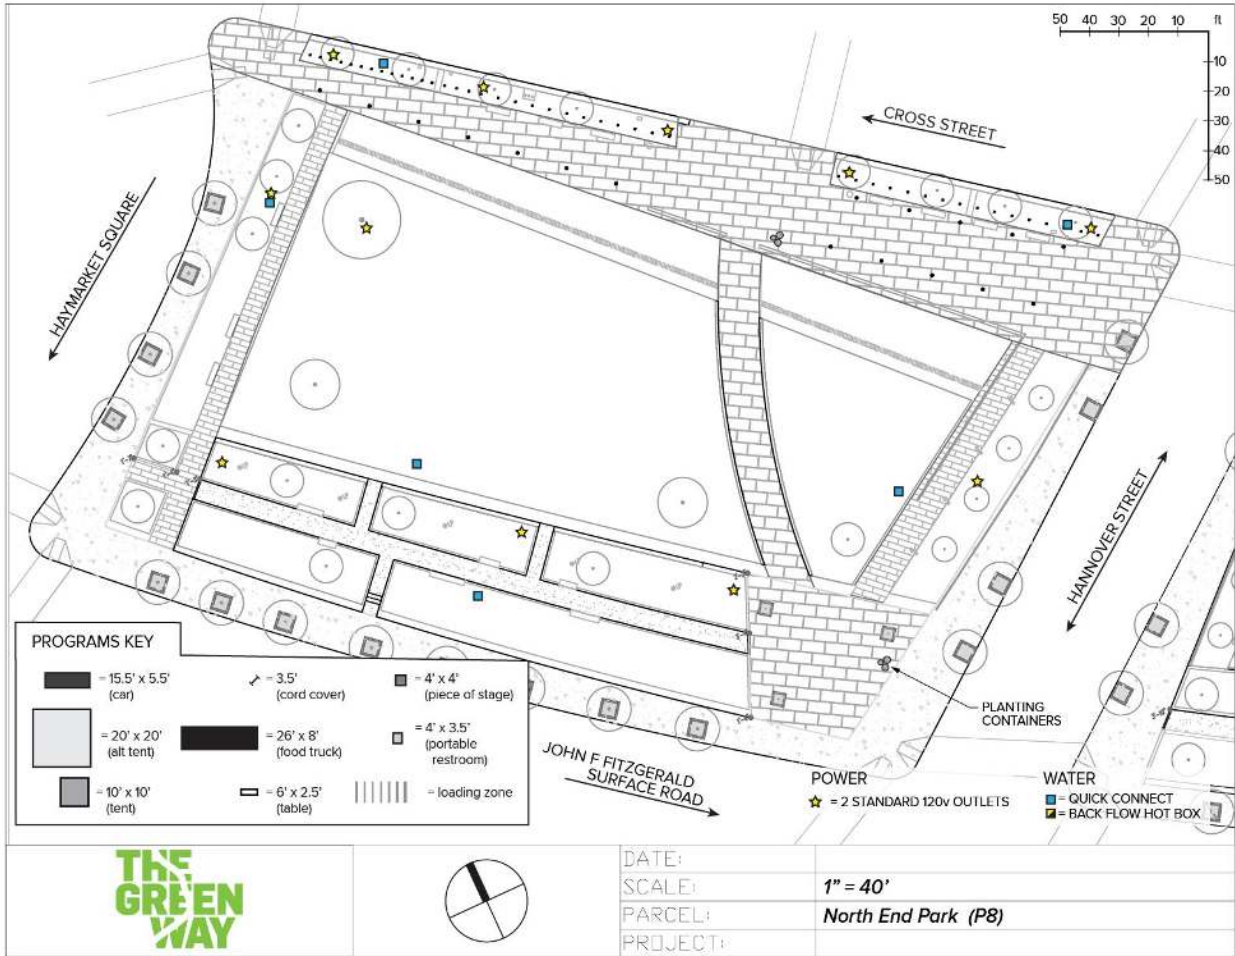 50 40 30 20 10 ft
10
20
30
40
50
CROSS STREET
HAYMARKET SQUARE
HANNOVER STREET
PROGRAMS KEY
= 15.5' x 5.5'
(car)
= 3.5'
(cord cover)
= 4' x 4'
(piece of stage)
= 20' x 20'
(alt tent)
= 26' x 8'
(food truck)
= 4' x 3.5'
(portable
restroom)
= 10' x 10'
(tent)
= 6' x 2.5'
(table)
= loading zone
PLANTING
CONTAINERS
JOHN F FITZGERALD
SURFACE ROAD
POWER
= 2 STANDARD 120v OUTLETS
WATER
= QUICK CONNECT
= BACK FLOW HOT BOX
THE
GREEN
WAY
DATE:
SCALE: 1" = 40'
PARCEL: North End Park (P8)
PROJECT: